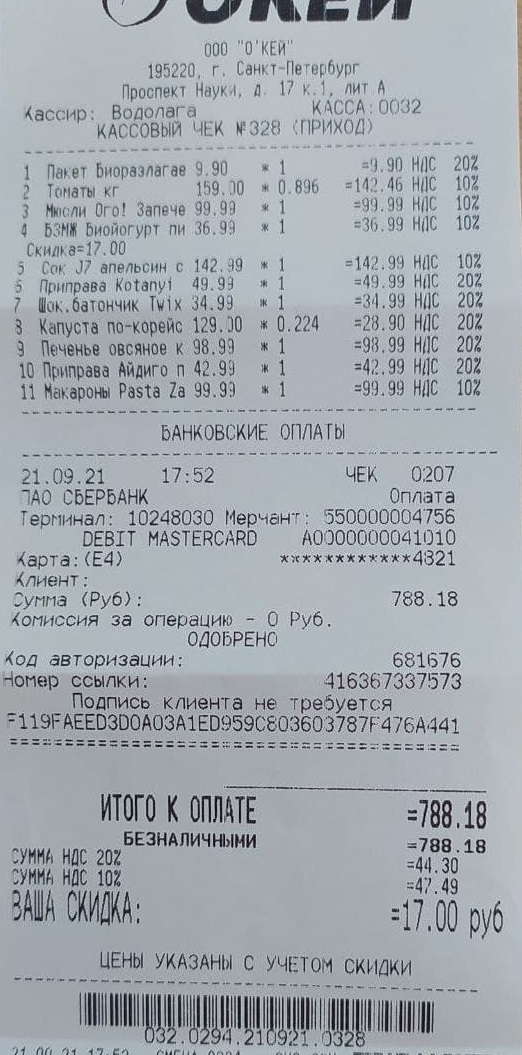 О'КЕЙ
ООО "О'КЕЙ"
195220, г. Санкт-Петербург
Проспект Науки, д. 17 к.1, лит А
Кассир: Водолага КАССА:0032
КАССОВЫЙ ЧЕК №328 (ПРИХОД)
1 Пакет Биоразлагае 9.90 * 1 =9.90 НДС 20%
2 Томаты кг 159.00 * 0.896 =142.46 НДС 10%
3 Мюсли Ого! Запече 99.99 * 1 =99.99 НДС 10%
4 БЗМЖ Биойогурт пи 36.99 * 1 =36.99 НДС 10%
Скидка=17.00
5 Сок J7 апельсин с 142.99 * 1 =142.99 НДС 10%
6 Приправа Kotanyi 49.99 * 1 =49.99 НДС 20%
7 Шок.батончик Twix 34.99 * 1 =34.99 НДС 20%
8 Капуста по-корейс 129.00 * 0.224 =28.90 НДС 20%
9 Печенье овсяное к 98.99 * 1 =98.99 НДС 20%
10 Приправа Айдиго п 42.99 * 1 =42.99 НДС 20%
11 Макароны Pasta Za 99.99 * 1 =99.99 НДС 10%
БАНКОВСКИЕ ОПЛАТЫ
21.09.21 17:52 ЧЕК 0207
ПАО СБЕРБАНК Оплата
Терминал: 10248030 Мерчант: 550000004756
DEBIT MASTERCARD A0000000041010
Карта:(E4) ************4321
Клиент:
Сумма (Руб): 788.18
Комиссия за операцию - 0 Руб.
ОДОБРЕНО
Код авторизации: 681676
Номер ссылки: 416367337573
Подпись клиента не требуется
F119FAEED3D0A03A1ED959C803603787F476A441
ИТОГО К ОПЛАТЕ =788.18
БЕЗНАЛИЧНЫМИ =788.18
СУММА НДС 20% =44.30
СУММА НДС 10% =47.49
ВАША СКИДКА: =17.00 руб
ЦЕНЫ УКАЗАНЫ С УЧЕТОМ СКИДКИ
032.0294.210921.0328
21.09.21 17:52